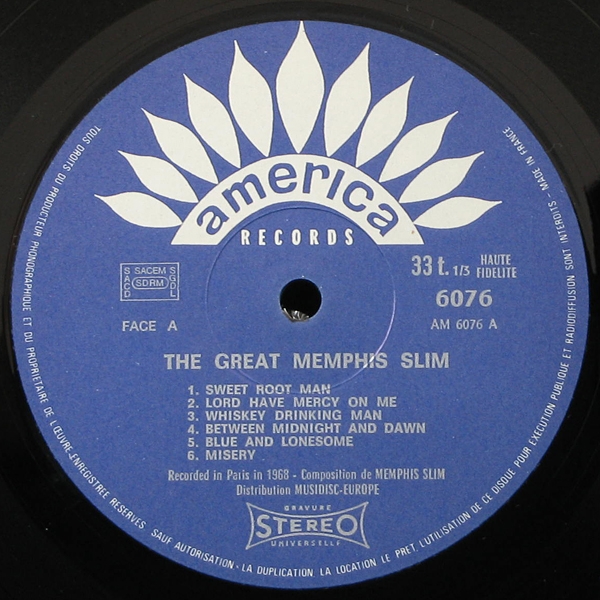 america
RECORDS
33 t. 1/3 HAUTE FIDELITE
6076
AM 6076 A
SACD SACEM SDRM SGDL
FACE A
THE GREAT MEMPHIS SLIM
1. SWEET ROOT MAN
2. LORD HAVE MERCY ON ME
3. WHISKEY DRINKING MAN
4. BETWEEN MIDNIGHT AND DAWN
5. BLUE AND LONESOME
6. MISERY
Recorded in Paris in 1968 - Composition de MEMPHIS SLIM
Distribution MUSIDISC-EUROPE
GRAVURE
STEREO
UNIVERSELLE
TOUS DROITS DU PRODUCTEUR PHONOGRAPHIQUE ET DU PROPRIETAIRE DE L'ŒUVRE ENREGISTREE RESERVES SAUF AUTORISATION - LA DUPLICATION LA LOCATION LE PRET, L'UTILISATION DE CE DISQUE POUR EXECUTION PUBLIQUE ET RADIODIFFUSION SONT INTERDITS - MADE IN FRANCE